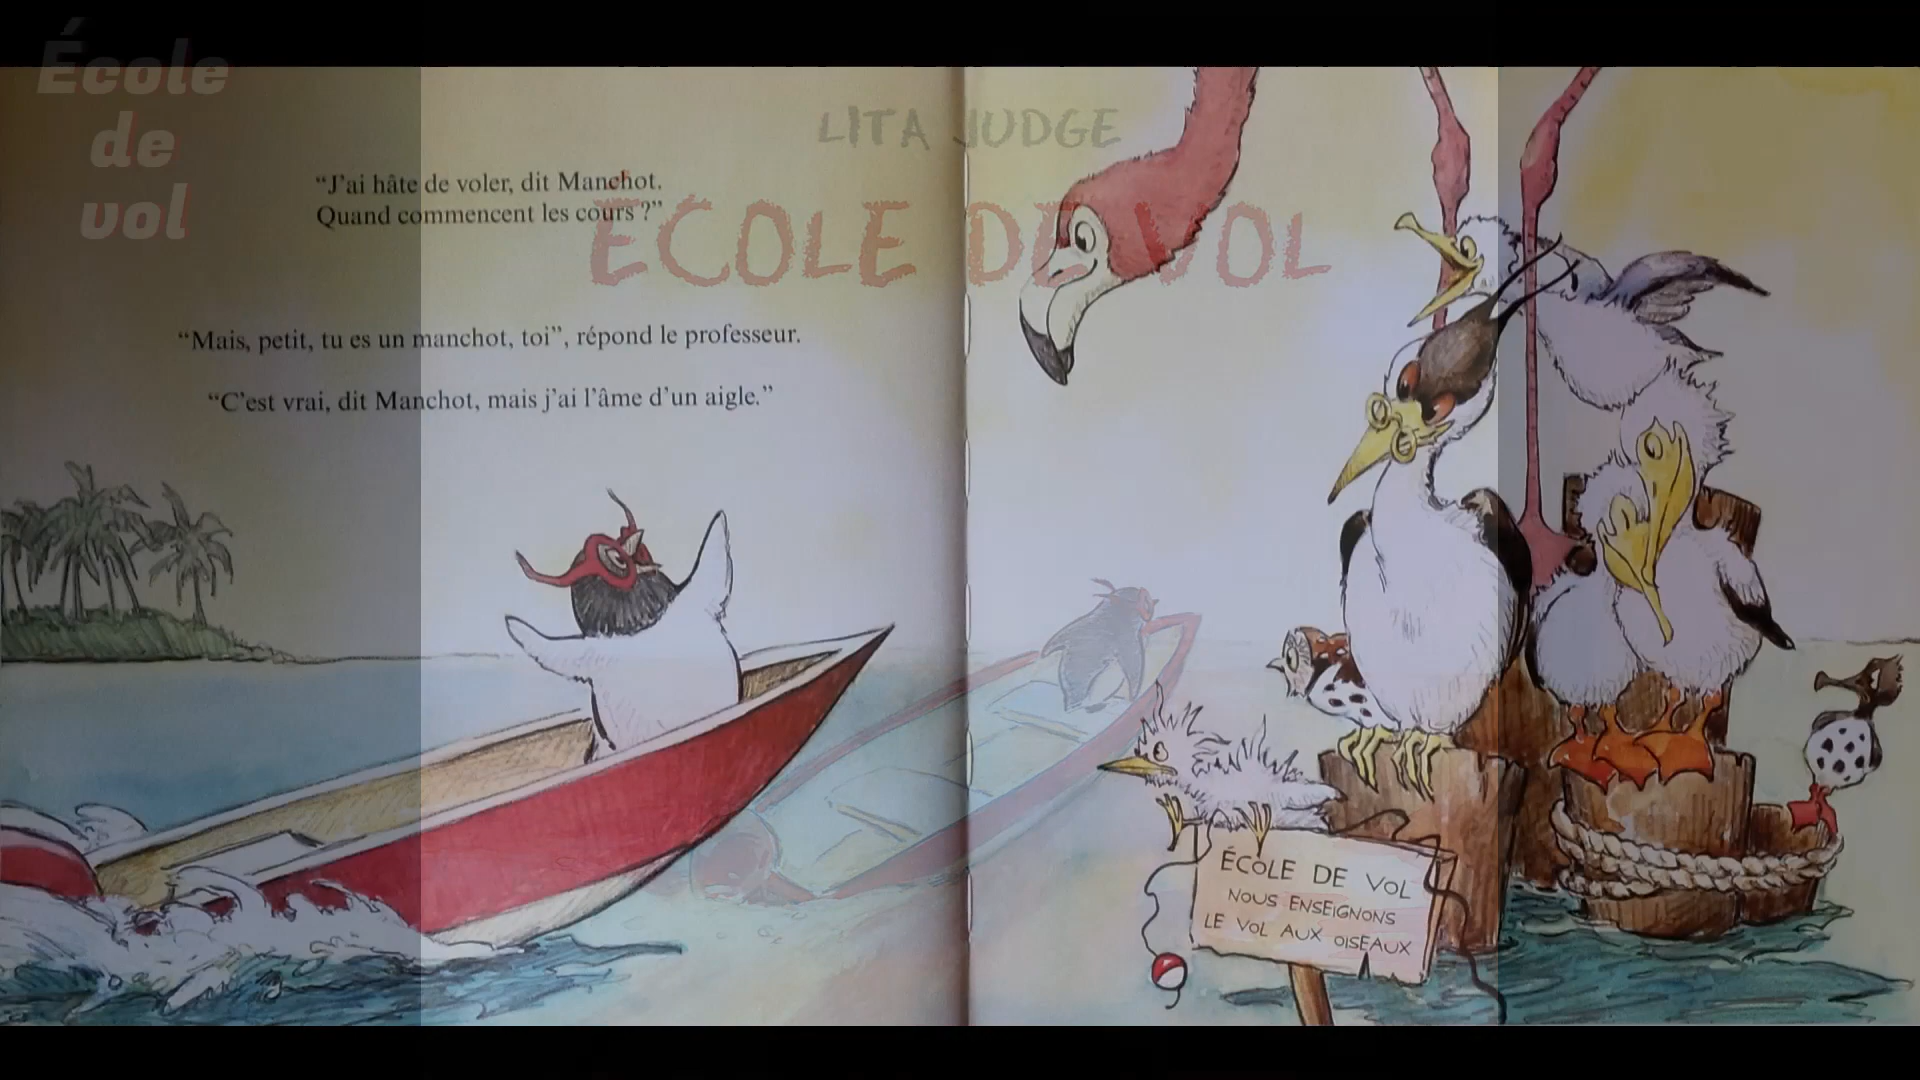 École
de
vol
LITA JUDGE
ÉCOLE DE VOL
“J’ai hâte de voler, dit Manchot.
Quand commencent les cours ?”
“Mais, petit, tu es un manchot, toi”, répond le professeur.
“C’est vrai, dit Manchot, mais j’ai l’âme d’un aigle.”
ÉCOLE DE VOL
NOUS ENSEIGNONS
LE VOL AUX OISEAUX